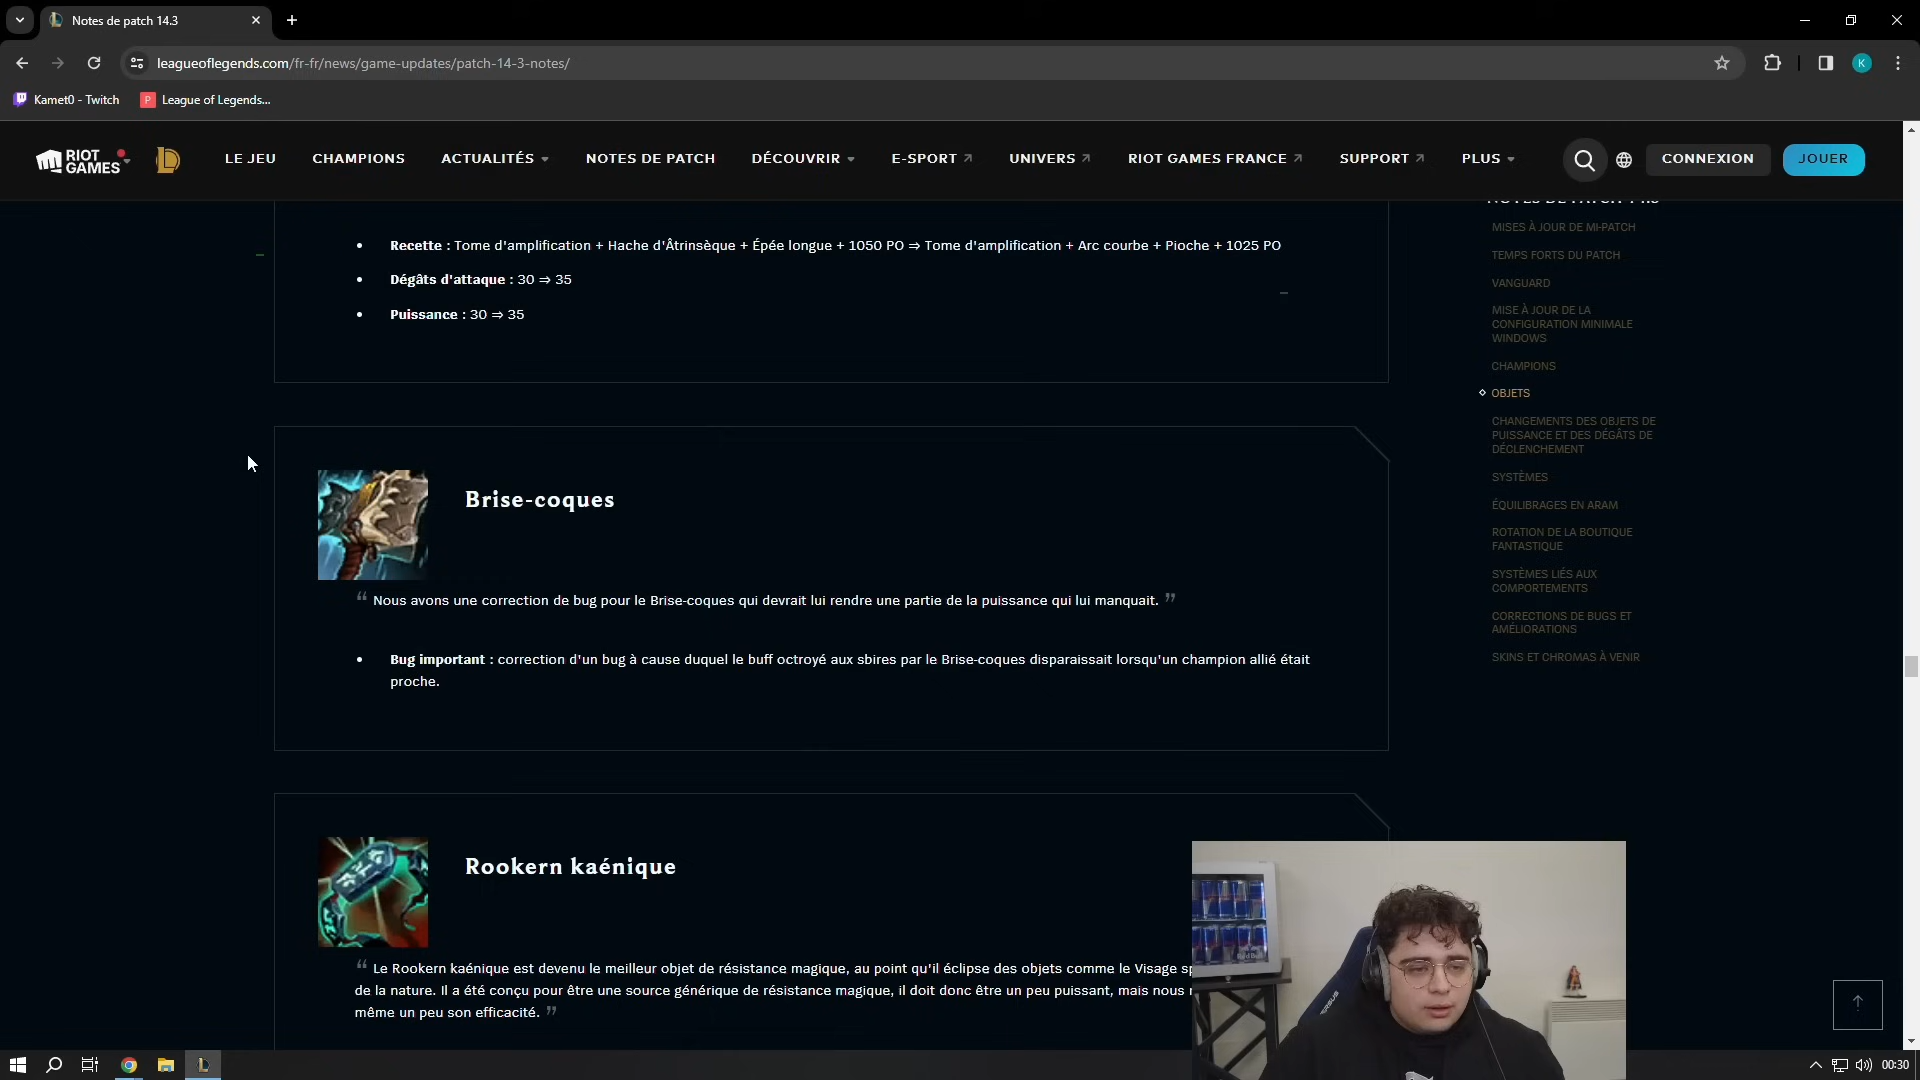 Notes de patch 14.3
leagueoflegends.com/fr-fr/news/game-updates/patch-14-3-notes/
K
Kamet0 - Twitch
P
League of Legends...
RIOT GAMES
LE JEU
CHAMPIONS
ACTUALITÉS
NOTES DE PATCH
DÉCOUVRIR
E-SPORT
UNIVERS
RIOT GAMES FRANCE
SUPPORT
PLUS
CONNEXION
JOUER
Recette : Tome d'amplification + Hache d'Âtrinsèque + Épée longue + 1050 PO ⇒ Tome d'amplification + Arc courbe + Pioche + 1025 PO
Dégâts d'attaque : 30 ⇒ 35
Puissance : 30 ⇒ 35
Brise-coques
“ Nous avons une correction de bug pour le Brise-coques qui devrait lui rendre une partie de la puissance qui lui manquait. ”
Bug important : correction d'un bug à cause duquel le buff octroyé aux sbires par le Brise-coques disparaissait lorsqu'un champion allié était
proche.
Rookern kaénique
“ Le Rookern kaénique est devenu le meilleur objet de résistance magique, au point qu'il éclipse des objets comme le Visage
de la nature. Il a été conçu pour être une source générique de résistance magique, il doit donc être un peu puissant, mais nous
même un peu son efficacité. ”
MISES À JOUR DE MI-PATCH
TEMPS FORTS DU PATCH
VANGUARD
MISE À JOUR DE LA
CONFIGURATION MINIMALE
WINDOWS
CHAMPIONS
OBJETS
CHANGEMENTS DES OBJETS DE
PUISSANCE ET DES DÉGÂTS DE
DÉCLENCHEMENT
SYSTÈMES
ÉQUILIBRAGES EN ARAM
ROTATION DE LA BOUTIQUE
FANTASTIQUE
SYSTÈMES LIÉS AUX
COMPORTEMENTS
CORRECTIONS DE BUGS ET
AMÉLIORATIONS
SKINS ET CHROMAS À VENIR
00:30